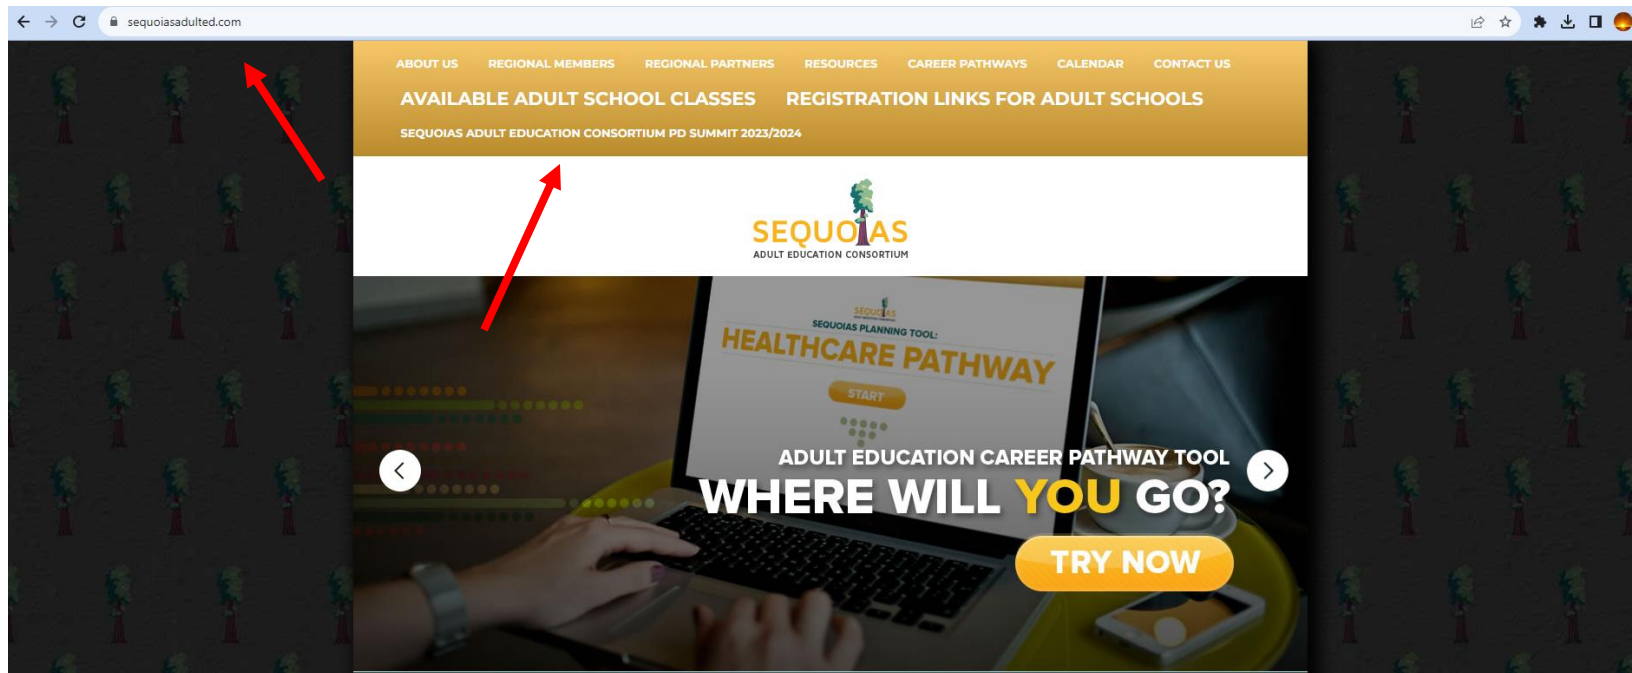 sequoiasadulted.com
ABOUT US REGIONAL MEMBERS REGIONAL PARTNERS RESOURCES CAREER PATHWAYS CALENDAR CONTACT US
AVAILABLE ADULT SCHOOL CLASSES REGISTRATION LINKS FOR ADULT SCHOOLS
SEQUOIAS ADULT EDUCATION CONSORTIUM PD SUMMIT 2023/2024
SEQUOIAS
ADULT EDUCATION CONSORTIUM
SEQUOIAS
SEQUOIAS PLANNING TOOL:
HEALTHCARE PATHWAY
START
ADULT EDUCATION CAREER PATHWAY TOOL
WHERE WILL YOU GO?
TRY NOW